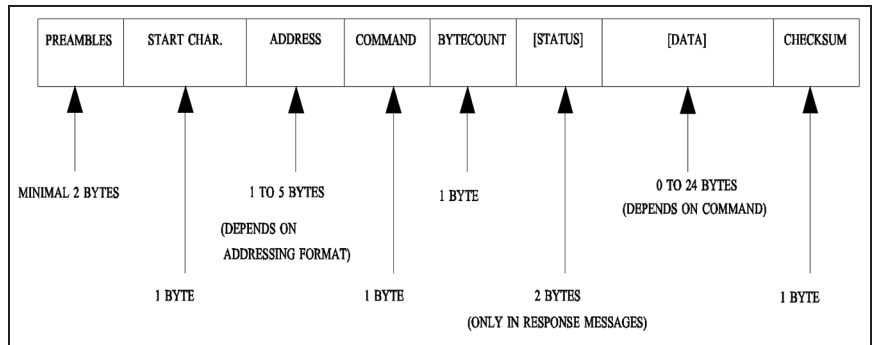 PREAMBLES START CHAR. ADDRESS COMMAND BYTECOUNT [STATUS] [DATA] CHECKSUM
MINIMAL 2 BYTES
1 TO 5 BYTES
(DEPENDS ON
ADDRESSING FORMAT)
1 BYTE
0 TO 24 BYTES
(DEPENDS ON COMMAND)
1 BYTE
1 BYTE
2 BYTES
(ONLY IN RESPONSE MESSAGES)
1 BYTE